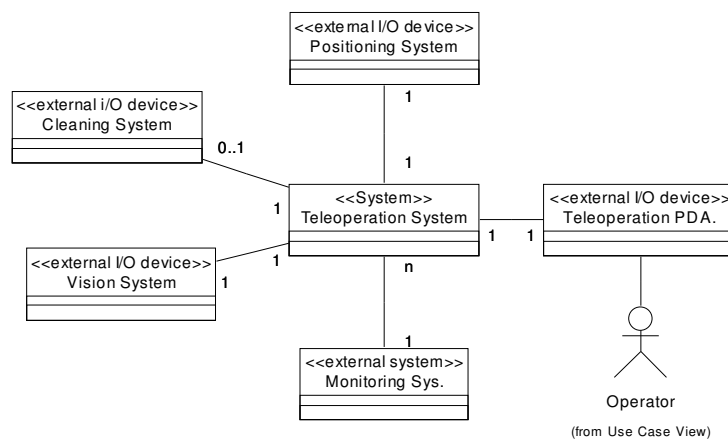 <<external I/O device>>
Positioning System
1
<<external i/O device>>
Cleaning System
0..1
1
1
<<System>>
Teleoperation System
1
1
<<external I/O device>>
Teleoperation PDA.
<<external I/O device>>
Vision System
1
1
n
1
<<external system>>
Monitoring Sys.
Operator
(from Use Case View)